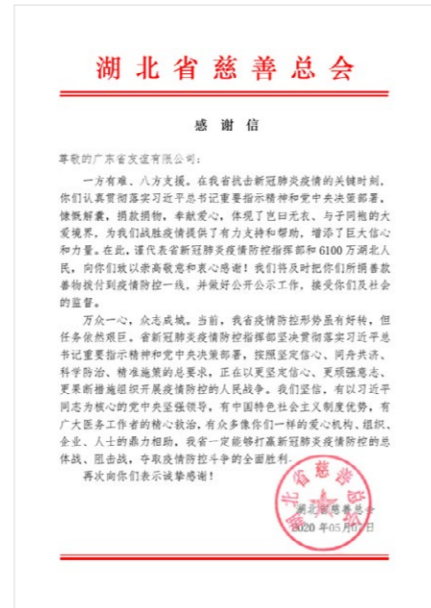 湖北省慈善总会
感谢信
尊敬的广东省友谊有限公司：
一方有难、八方支援。在我省抗击新冠肺炎疫情的关键时刻，
你们认真贯彻落实习近平总书记重要指示精神和党中央决策部署，
慷慨解囊，捐款捐物，奉献爱心，体现了岂曰无衣、与子同袍的大
爱境界，为我们战胜疫情提供了有力支持和帮助，增添了巨大信心
和力量。在此，谨代表省新冠肺炎疫情防控指挥部和6100万湖北人
民，向你们致以崇高敬意和衷心感谢！我们将及时把你们所捐善款
善物拨付到疫情防控一线，并做好公开公示工作，接受你们及社会
的监督。
万众一心，众志成城。当前，我省疫情防控形势虽有好转，但
任务依然艰巨。省新冠肺炎疫情防控指挥部坚决贯彻落实习近平总
书记重要指示精神和党中央决策部署，按照坚定信心、同舟共济、
科学防治、精准施策的总要求，正在以更坚定信心、更顽强意志、
更果断措施组织开展疫情防控的人民战争。我们坚信，有以习近平
同志为核心的党中央坚强领导，有中国特色社会主义制度优势，有
广大医务工作者的精心救治，有众多像你们一样的爱心机构、组织、
企业、人士的鼎力相助，我省一定能够打赢新冠肺炎疫情防控的总
体战、阻击战，夺取疫情防控斗争的全面胜利.
再次向你们表示诚挚感谢！
湖北省慈善总会
湖北省慈善总会
2020年05月07日